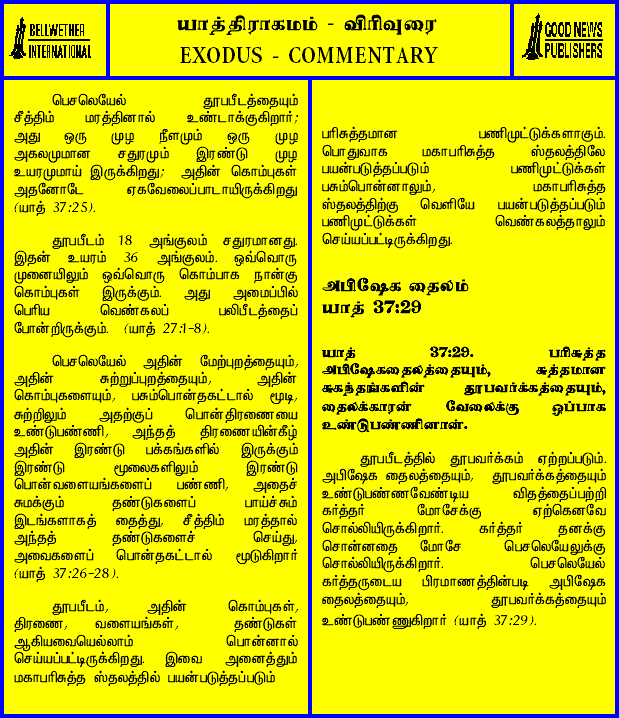 BELLWETHER
INTERNATIONAL
யாத்திராகமம் - விரிவுரை
EXODUS - COMMENTARY
GOOD NEWS
PUBLISHERS
பெசலெயேல் தூபபீடத்தையும்
சீத்திம் மரத்தினால் உண்டாக்குகிறார்;
அது ஒரு முழ நீளமும் ஒரு முழ
அகலமுமான சதுரமும் இரண்டு முழ
உயரமுமாய் இருக்கிறது; அதின் கொம்புகள்
அதனோடே ஏகவேலைப்பாடாயிருக்கிறது
(யாத் 37:25).
தூபபீடம் 18 அங்குலம் சதுரமானது.
இதன் உயரம் 36 அங்குலம். ஒவ்வொரு
முனையிலும் ஒவ்வொரு கொம்பாக நான்கு
கொம்புகள் இருக்கும். அது அமைப்பில்
பெரிய வெண்கலப் பலிபீடத்தைப்
போன்றிருக்கும். (யாத் 27:1-8).
பெசலெயேல் அதின் மேற்புறத்தையும்,
அதின் சுற்றுப்புறத்தையும், அதின்
கொம்புகளையும், பசும்பொன்தகட்டால் மூடி,
சுற்றிலும் அதற்குப் பொன்திரணையை
உண்டுபண்ணி, அந்தத் திரணையின்கீழ்
அதின் இரண்டு பக்கங்களில் இருக்கும்
இரண்டு மூலைகளிலும் இரண்டு
பொன்வளையங்களைப் பண்ணி, அதைச்
சுமக்கும் தண்டுகளைப் பாய்ச்சும்
இடங்களாகத் தைத்து, சீத்திம் மரத்தால்
அந்தத் தண்டுகளைச் செய்து,
அவைகளைப் பொன்தகட்டால் மூடுகிறார்
(யாத் 37:26-28).
தூபபீடம், அதின் கொம்புகள்,
திரணை, வளையங்கள், தண்டுகள்
ஆகியவையெல்லாம் பொன்னால்
செய்யப்பட்டிருக்கிறது. இவை அனைத்தும்
மகாபரிசுத்த ஸ்தலத்தில் பயன்படுத்தப்படும்
பரிசுத்தமான பணிமுட்டுக்களாகும்.
பொதுவாக மகாபரிசுத்த ஸ்தலத்திலே
பயன்படுத்தப்படும் பணிமுட்டுக்கள்
பசும்பொன்னாலும், மகாபரிசுத்த
ஸ்தலத்திற்கு வெளியே பயன்படுத்தப்படும்
பணிமுட்டுக்கள் வெண்கலத்தாலும்
செய்யப்பட்டிருக்கிறது.
அபிஷேக தைலம்
யாத் 37:29
யாத் 37:29. பரிசுத்த
அபிஷேகதைலத்தையும், சுத்தமான
சுகந்தங்களின் தூபவர்க்கத்தையும்,
தைலக்காரன் வேலைக்கு ஒப்பாக
உண்டுபண்ணினான்.
தூபபீடத்தில் தூபவர்க்கம் ஏற்றப்படும்.
அபிஷேக தைலத்தையும், தூபவர்க்கத்தையும்
உண்டுபண்ணவேண்டிய விதத்தைப்பற்றி
கர்த்தர் மோசேக்கு ஏற்கெனவே
சொல்லியிருக்கிறார். கர்த்தர் தனக்கு
சொன்னதை மோசே பெசலெயேலுக்கு
சொல்லியிருக்கிறார். பெசலெயேல்
கர்த்தருடைய பிரமாணத்தின்படி அபிஷேக
தைலத்தையும், தூபவர்க்கத்தையும்
உண்டுபண்ணுகிறார் (யாத் 37:29).